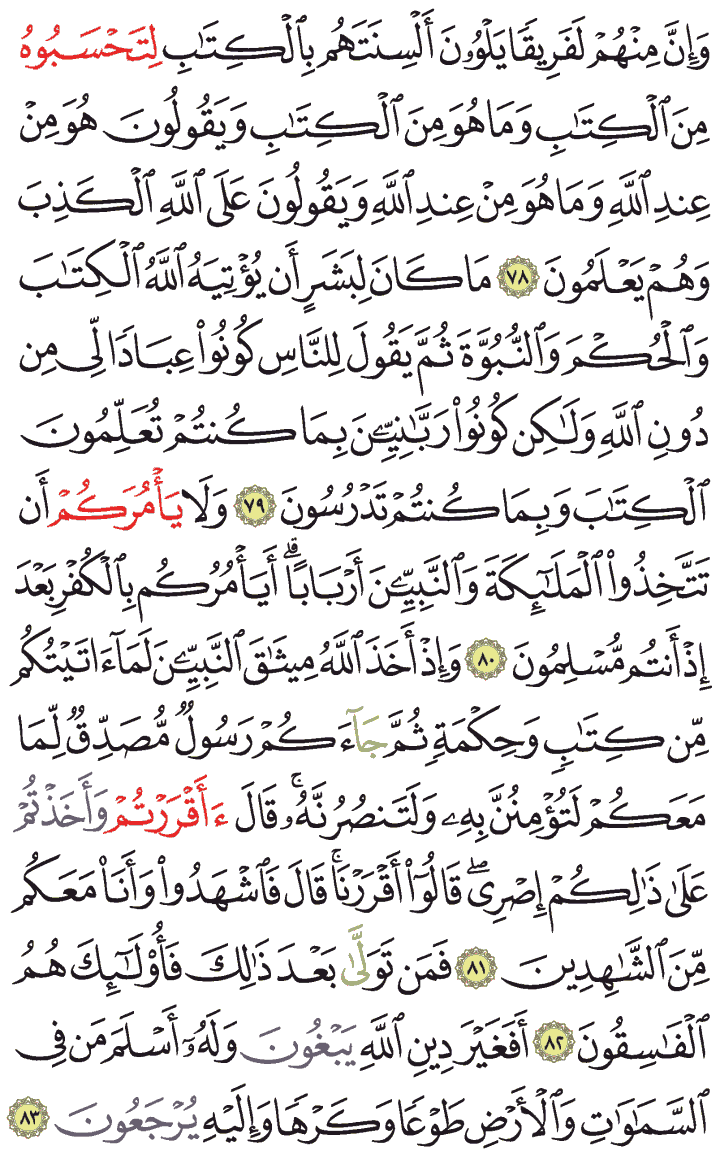 وَإِنَّ مِنْهُمْ لَفَرِيقًا يَلْوُۥنَ أَلْسِنَتَهُم بِالْكِتَٰبِ لِتَحْسَبُوهُ
مِنَ ٱلْكِتَٰبِ وَمَا هُوَ مِنَ ٱلْكِتَٰبِ وَيَقُولُونَ هُوَ مِنْ
عِندِ ٱللَّهِ وَمَا هُوَ مِنْ عِندِ ٱللَّهِ وَيَقُولُونَ عَلَى ٱللَّهِ ٱلْكَذِبَ
وَهُمْ يَعْلَمُونَ ٧٨ مَا كَانَ لِبَشَرٍ أَن يُؤْتِيَهُ ٱللَّهُ ٱلْكِتَٰبَ
وَٱلْحُكْمَ وَٱلنُّبُوَّةَ ثُمَّ يَقُولَ لِلنَّاسِ كُونُوا۟ عِبَادًا لِّى مِن
دُونِ ٱللَّهِ وَلَٰكِن كُونُوا۟ رَبَّٰنِيِّۦنَ بِمَا كُنتُمْ تُعَلِّمُونَ
ٱلْكِتَٰبَ وَبِمَا كُنتُمْ تَدْرُسُونَ ٧٩ وَلَا يَأْمُرَكُمْ أَن
تَتَّخِذُوا۟ ٱلْمَلَٰٓئِكَةَ وَٱلنَّبِيِّۦنَ أَرْبَابًا ۗ أَيَأْمُرُكُم بِٱلْكُفْرِ بَعْدَ
إِذْ أَنتُم مُّسْلِمُونَ ٨٠ وَإِذْ أَخَذَ ٱللَّهُ مِيثَٰقَ ٱلنَّبِيِّۦنَ لَمَآ ءَاتَيْتُكُم
مِّن كِتَٰبٍ وَحِكْمَةٍ ثُمَّ جَآءَكُمْ رَسُولٌ مُّصَدِّقٌ لِّمَا
مَعَكُمْ لَتُؤْمِنُنَّ بِهِۦ وَلَتَنصُرُنَّهُۥ ۚ قَالَ ءَأَقْرَرْتُمْ وَأَخَذْتُمْ
عَلَىٰ ذَٰلِكُمْ إِصْرِى ۖ قَالُوٓا۟ أَقْرَرْنَا ۚ قَالَ فَٱشْهَدُوا۟ وَأَنَا۠ مَعَكُم
مِّنَ ٱلشَّٰهِدِينَ ٨١ فَمَن تَوَلَّىٰ بَعْدَ ذَٰلِكَ فَأُو۟لَٰٓئِكَ هُمُ
ٱلْفَٰسِقُونَ ٨٢ أَفَغَيْرَ دِينِ ٱللَّهِ يَبْغُونَ وَلَهُۥٓ أَسْلَمَ مَن فِى
ٱلسَّمَٰوَٰتِ وَٱلْأَرْضِ طَوْعًا وَكَرْهًا وَإِلَيْهِ يُرْجَعُونَ ٨٣